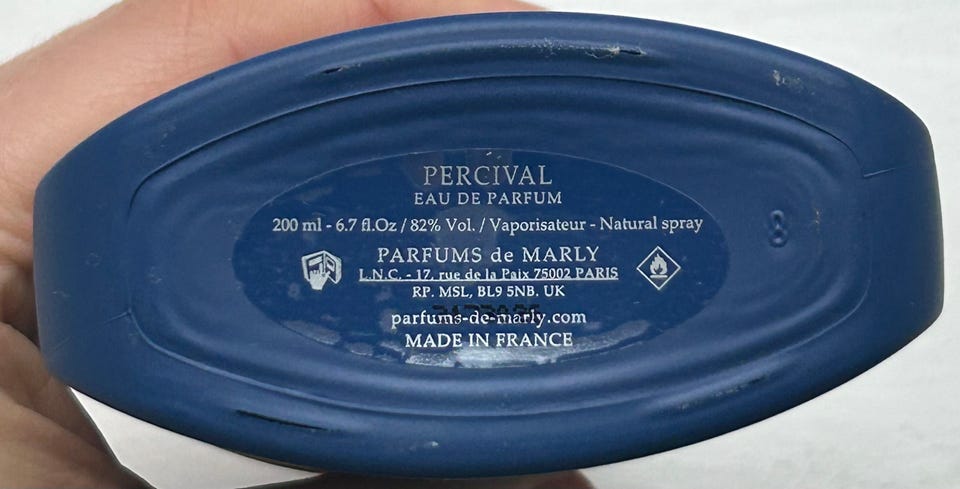 PERCIVAL
EAU DE PARFUM
200 ml - 6.7 fl.Oz / 82% Vol. / Vaporisateur - Natural spray
PARFUMS de MARLY
L.N.C. - 17, rue de la Paix 75002 PARIS
RP. MSL, BL9 5NB. UK
parfums-de-marly.com
MADE IN FRANCE
8